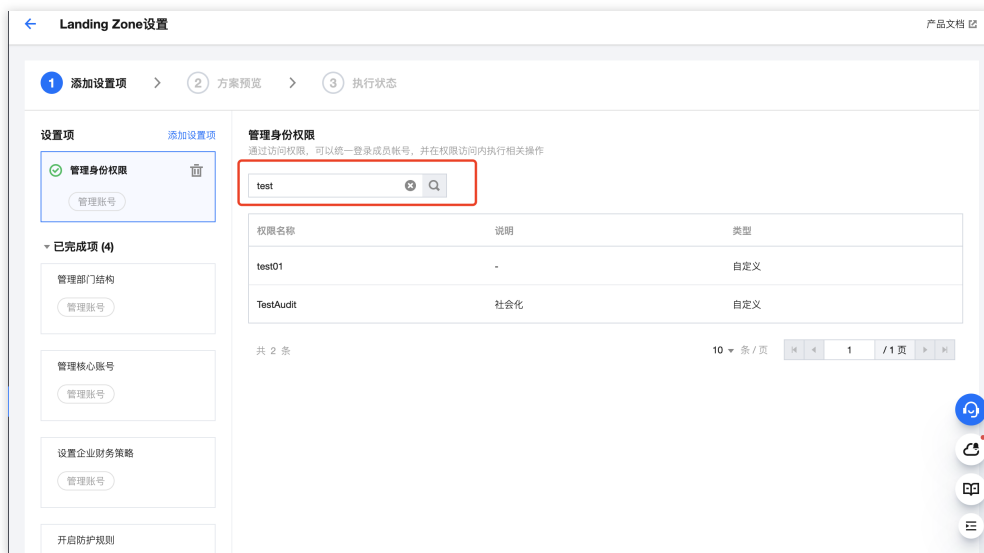 Landing Zone设置
产品文档
1 添加设置项
2 方案预览
3 执行状态
设置项
添加设置项
管理身份权限
管理账号
已完成项 (4)
管理部门结构
管理账号
管理核心账号
管理账号
设置企业财务策略
管理账号
开启防护规则
管理身份权限
通过访问权限，可以统一登录成员帐号，并在权限访问内执行相关操作
test
权限名称 说明 类型
test01 - 自定义
TestAudit 社会化 自定义
共 2 条
10 条 / 页 1 / 1 页